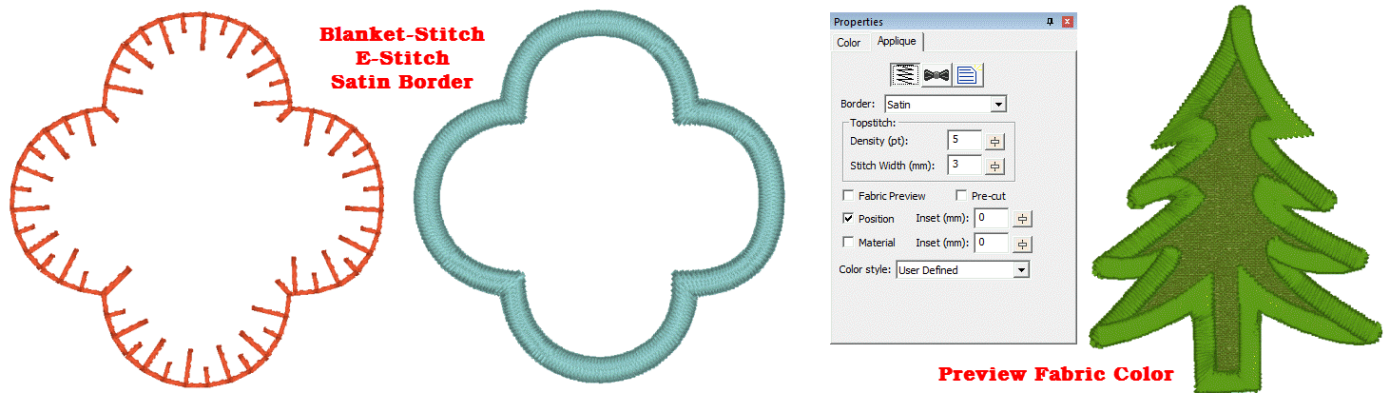 Blanket-Stitch
E-Stitch
Satin Border
Properties
Color Applique
Border: Satin
Topstitch:
Density (pt): 5
Stitch Width (mm): 3
Fabric Preview Pre-cut
Position Inset (mm): 0
Material Inset (mm): 0
Color style: User Defined
Preview Fabric Color